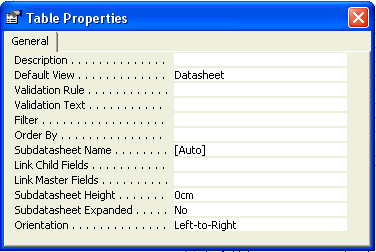 Table Properties
General
Description . . . . . . . . . . . . . .
Default View . . . . . . . . . . . . . Datasheet
Validation Rule . . . . . . . . . . .
Validation Text . . . . . . . . . . .
Filter . . . . . . . . . . . . . . . . . .
Order By . . . . . . . . . . . . . . .
Subdatasheet Name . . . . . . . . [Auto]
Link Child Fields . . . . . . . . . .
Link Master Fields . . . . . . . . .
Subdatasheet Height . . . . . . . 0cm
Subdatasheet Expanded . . . . . No
Orientation . . . . . . . . . . . . . . Left-to-Right